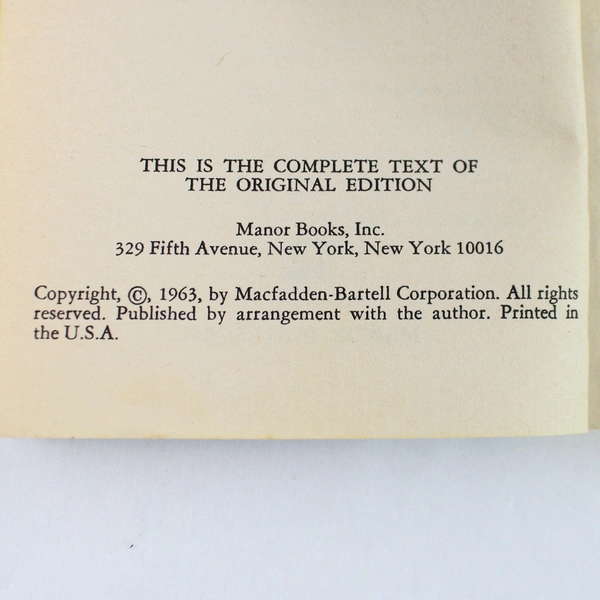 THIS IS THE COMPLETE TEXT OF
THE ORIGINAL EDITION
Manor Books, Inc.
329 Fifth Avenue, New York, New York 10016
Copyright, ©, 1963, by Macfadden-Bartell Corporation. All rights
reserved. Published by arrangement with the author. Printed in
the U.S.A.